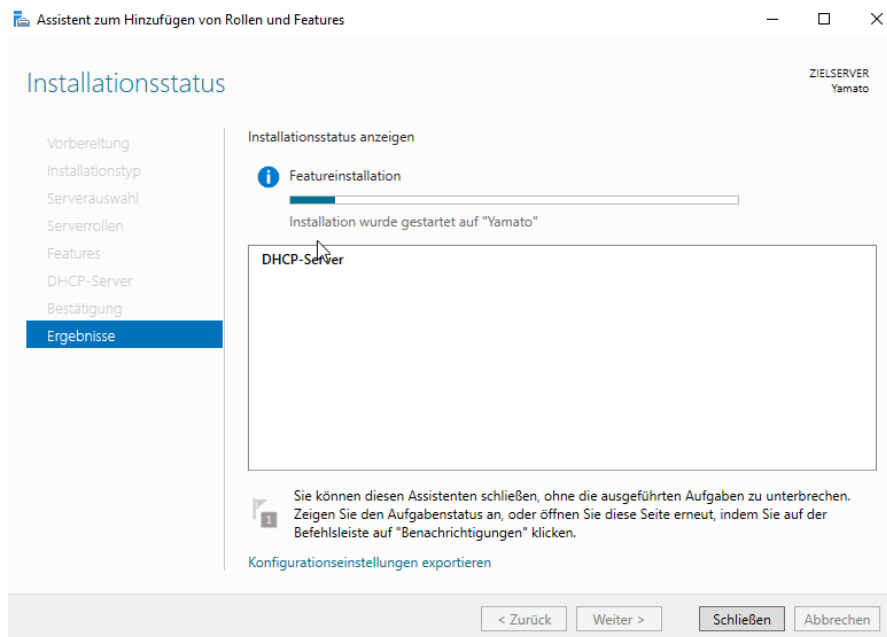 Assistent zum Hinzufügen von Rollen und Features
Installationsstatus
ZIELSERVER
Yamato
Vorbereitung
Installationstyp
Serverauswahl
Serverrollen
Features
DHCP-Server
Bestätigung
Ergebnisse
Installationsstatus anzeigen
Featureinstallation
Installation wurde gestartet auf "Yamato"
DHCP-Server
1
Sie können diesen Assistenten schließen, ohne die ausgeführten Aufgaben zu unterbrechen.
Zeigen Sie den Aufgabenstatus an, oder öffnen Sie diese Seite erneut, indem Sie auf der
Befehlsleiste auf "Benachrichtigungen" klicken.
Konfigurationseinstellungen exportieren
< Zurück
Weiter >
Schließen
Abbrechen